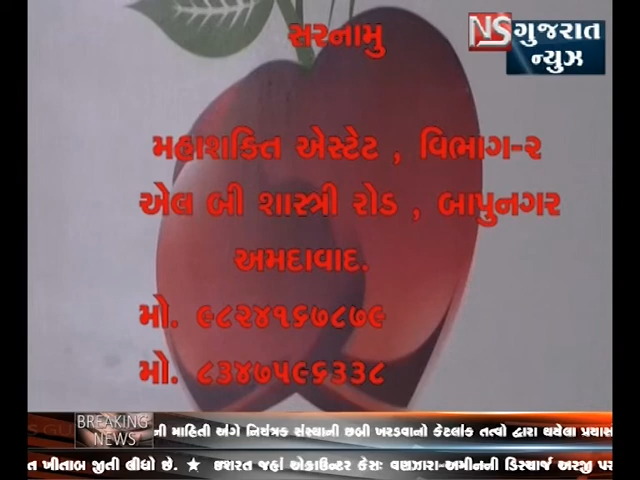 સરનામુ
NS ગુજરાત
ન્યુઝ
મહાશક્તિ એસ્ટેટ , વિભાગ-૨
એલ બી શાસ્ત્રી રોડ , બાપુનગર
અમદાવાદ.
મો. ૯૮૨૪૧૬૭૮૭૯
મો. ૮૩૪૭૫૯૬૩૩૮
BREAKING
NEWS
ની માહિતી અંગે નિયંત્રક સંસ્થાની છબી ખરડવાનો કેટલાંક તત્વો દ્વારા થયેલા પ્રયાસ
ત ખીતાબ જીતી લીધો છે. ★ ઇશરત જહાં એન્કાઉન્ટર કેસઃ વણઝારા-અમીનની ડિસ્ચાર્જ અરજી પર